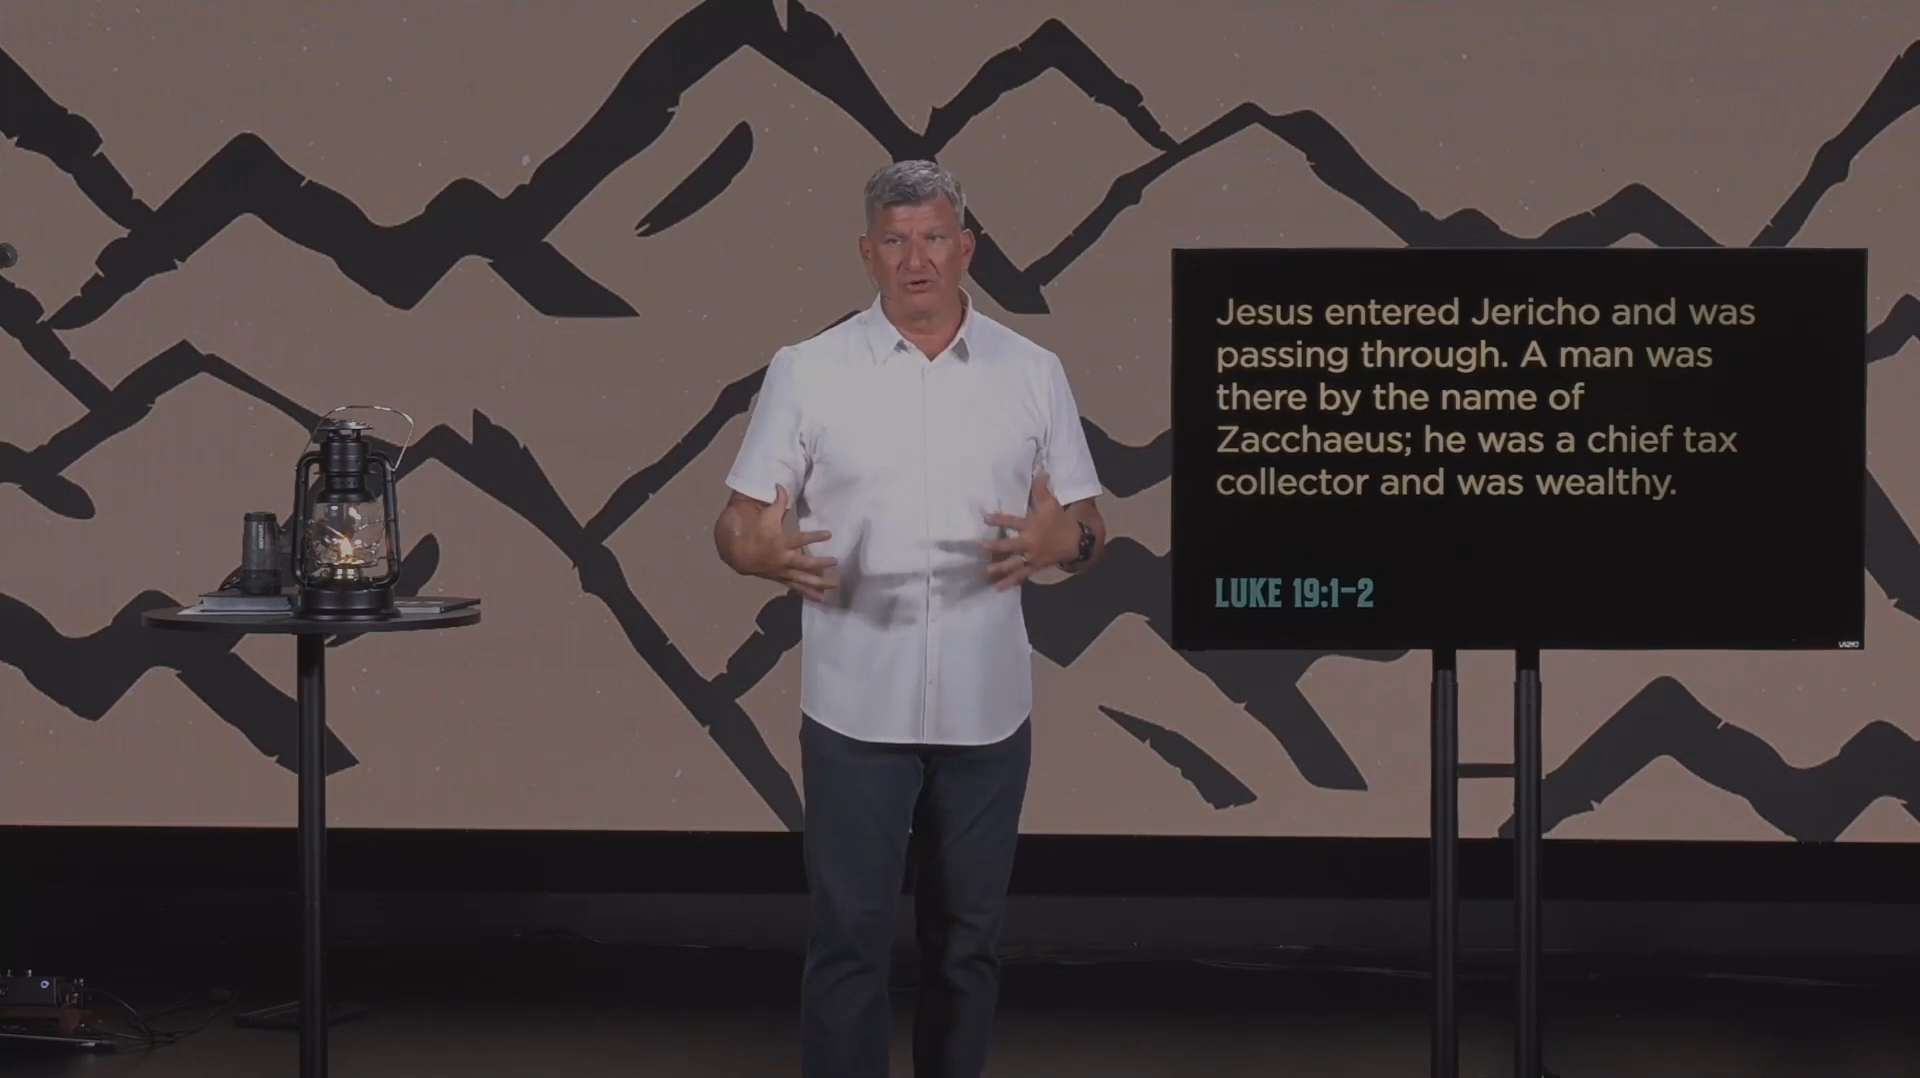 Jesus entered Jericho and was
passing through. A man was
there by the name of
Zacchaeus; he was a chief tax
collector and was wealthy.
LUKE 19:1-2
VIZIO